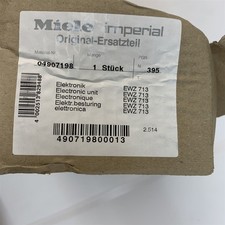 Miele imperial
Original-Ersatzteil
04907198
1 Stück
395
Elektronik EWZ 713
Electronic unit EWZ 713
Electronique EWZ 713
Elektr.besturing EWZ 713
elettronica EWZ 713
2.514
490719800013